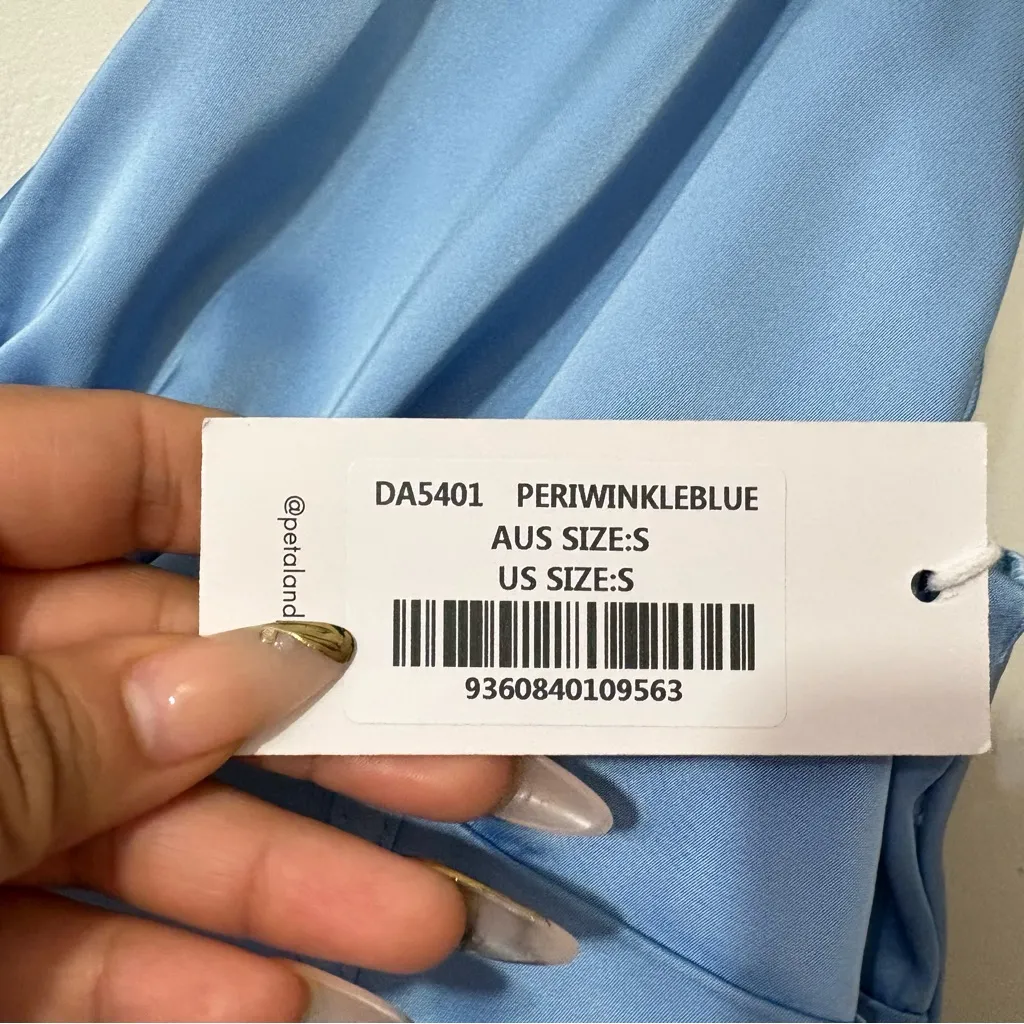 @petaland
DA5401 PERIWINKLEBLUE
AUS SIZE:S
US SIZE:S
9360840109563